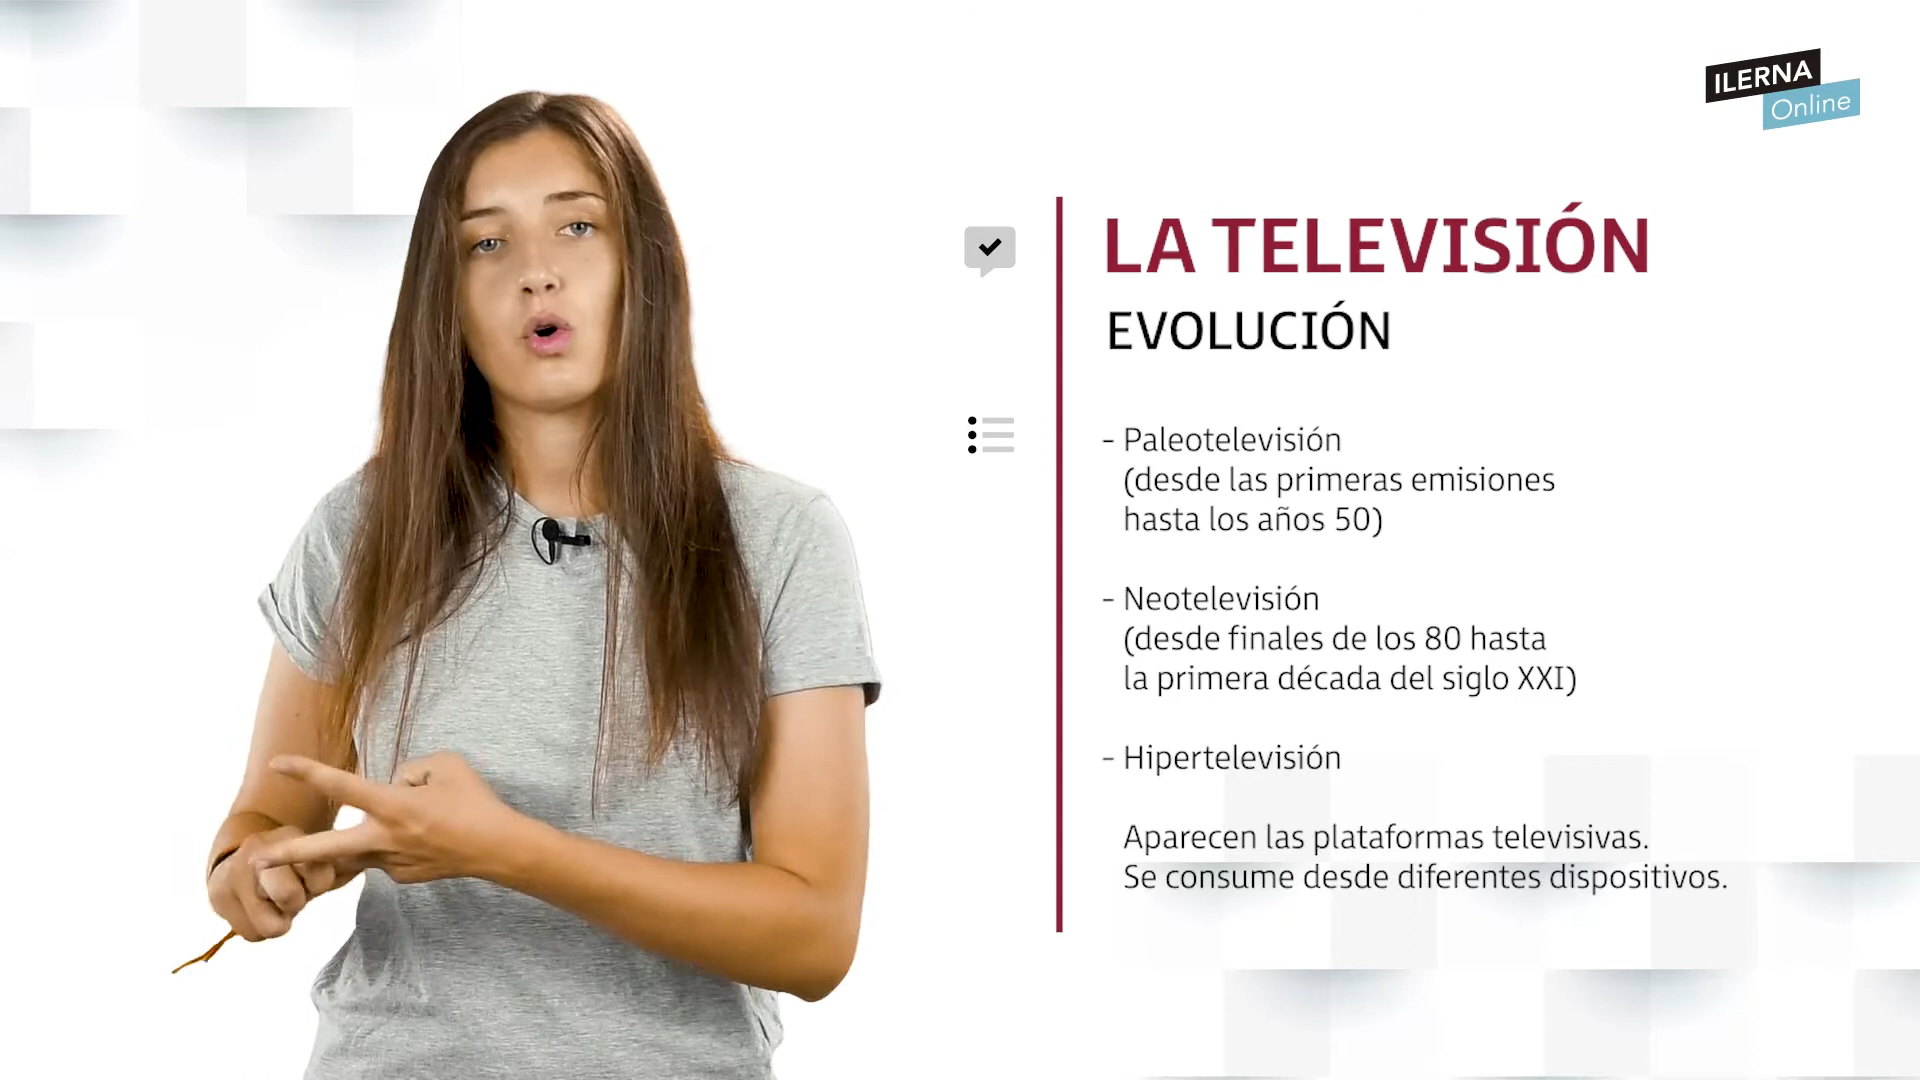 ILERNA
Online
LA TELEVISIÓN
EVOLUCIÓN
- Paleotelevisión
(desde las primeras emisiones
hasta los años 50)
- Neotelevisión
(desde finales de los 80 hasta
la primera década del siglo XXI)
- Hipertelevisión
Aparecen las plataformas televisivas.
Se consume desde diferentes dispositivos.